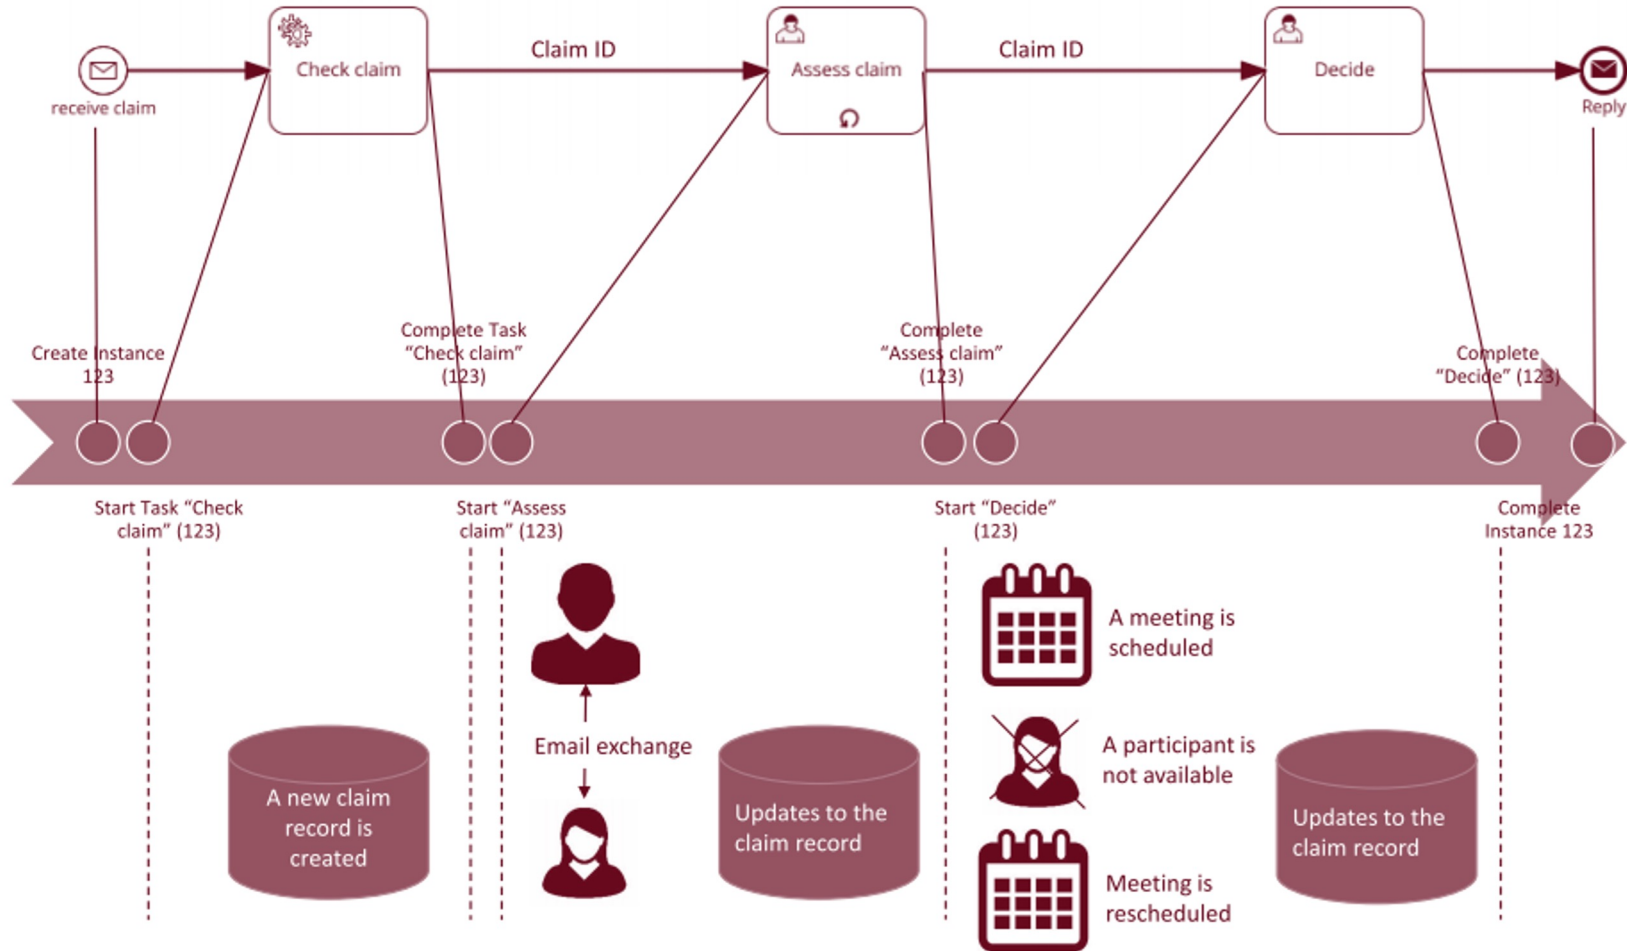 Claim ID
Claim ID
Check claim
Assess claim
Decide
receive claim
Reply
Create Instance
123
Complete Task
“Check claim”
(123)
Complete
“Assess claim”
(123)
Complete
“Decide” (123)
Start Task “Check
claim” (123)
Start “Assess
claim” (123)
Start “Decide”
(123)
Complete
Instance 123
A new claim
record is
created
Email exchange
Updates to the
claim record
A meeting is
scheduled
A participant is
not available
Meeting is
rescheduled
Updates to the
claim record